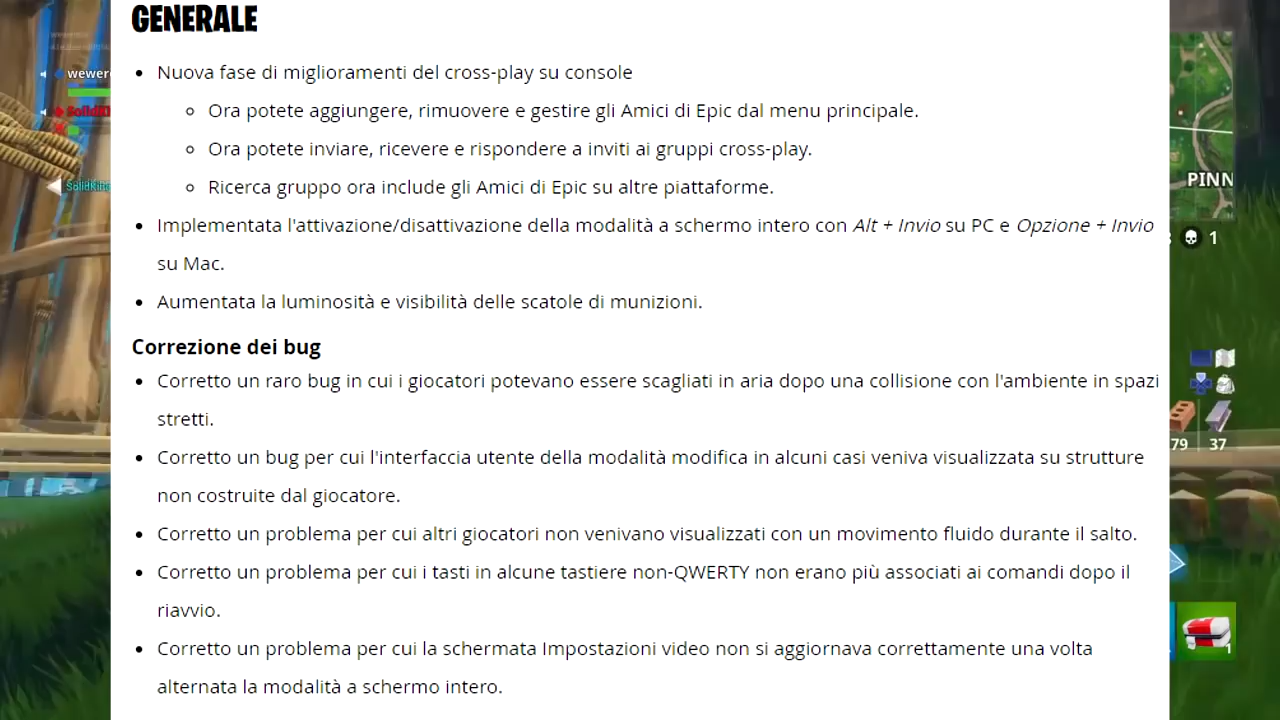 GENERALE
Nuova fase di miglioramenti del cross-play su console
Ora potete aggiungere, rimuovere e gestire gli Amici di Epic dal menu principale.
Ora potete inviare, ricevere e rispondere a inviti ai gruppi cross-play.
Ricerca gruppo ora include gli Amici di Epic su altre piattaforme.
Implementata l'attivazione/disattivazione della modalità a schermo intero con Alt + Invio su PC e Opzione + Invio
su Mac.
Aumentata la luminosità e visibilità delle scatole di munizioni.
Correzione dei bug
Corretto un raro bug in cui i giocatori potevano essere scagliati in aria dopo una collisione con l'ambiente in spazi
stretti.
Corretto un bug per cui l'interfaccia utente della modalità modifica in alcuni casi veniva visualizzata su strutture
non costruite dal giocatore.
Corretto un problema per cui altri giocatori non venivano visualizzati con un movimento fluido durante il salto.
Corretto un problema per cui i tasti in alcune tastiere non-QWERTY non erano più associati ai comandi dopo il
riavvio.
Corretto un problema per cui la schermata Impostazioni video non si aggiornava correttamente una volta
alternata la modalità a schermo intero.
wewer
SolidKin
PINN
1
79 37
1